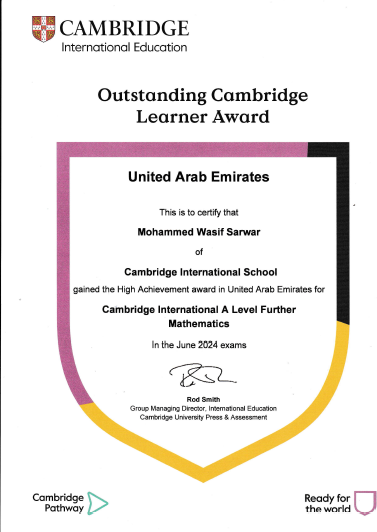 CAMBRIDGE
International Education
Outstanding Cambridge
Learner Award
United Arab Emirates
This is to certify that
Mohammed Wasif Sarwar
of
Cambridge International School
gained the High Achievement award in United Arab Emirates for
Cambridge International A Level Further
Mathematics
In the June 2024 exams
Rod Smith
Group Managing Director, International Education
Cambridge University Press & Assessment
Cambridge
Pathway
Ready for
the world